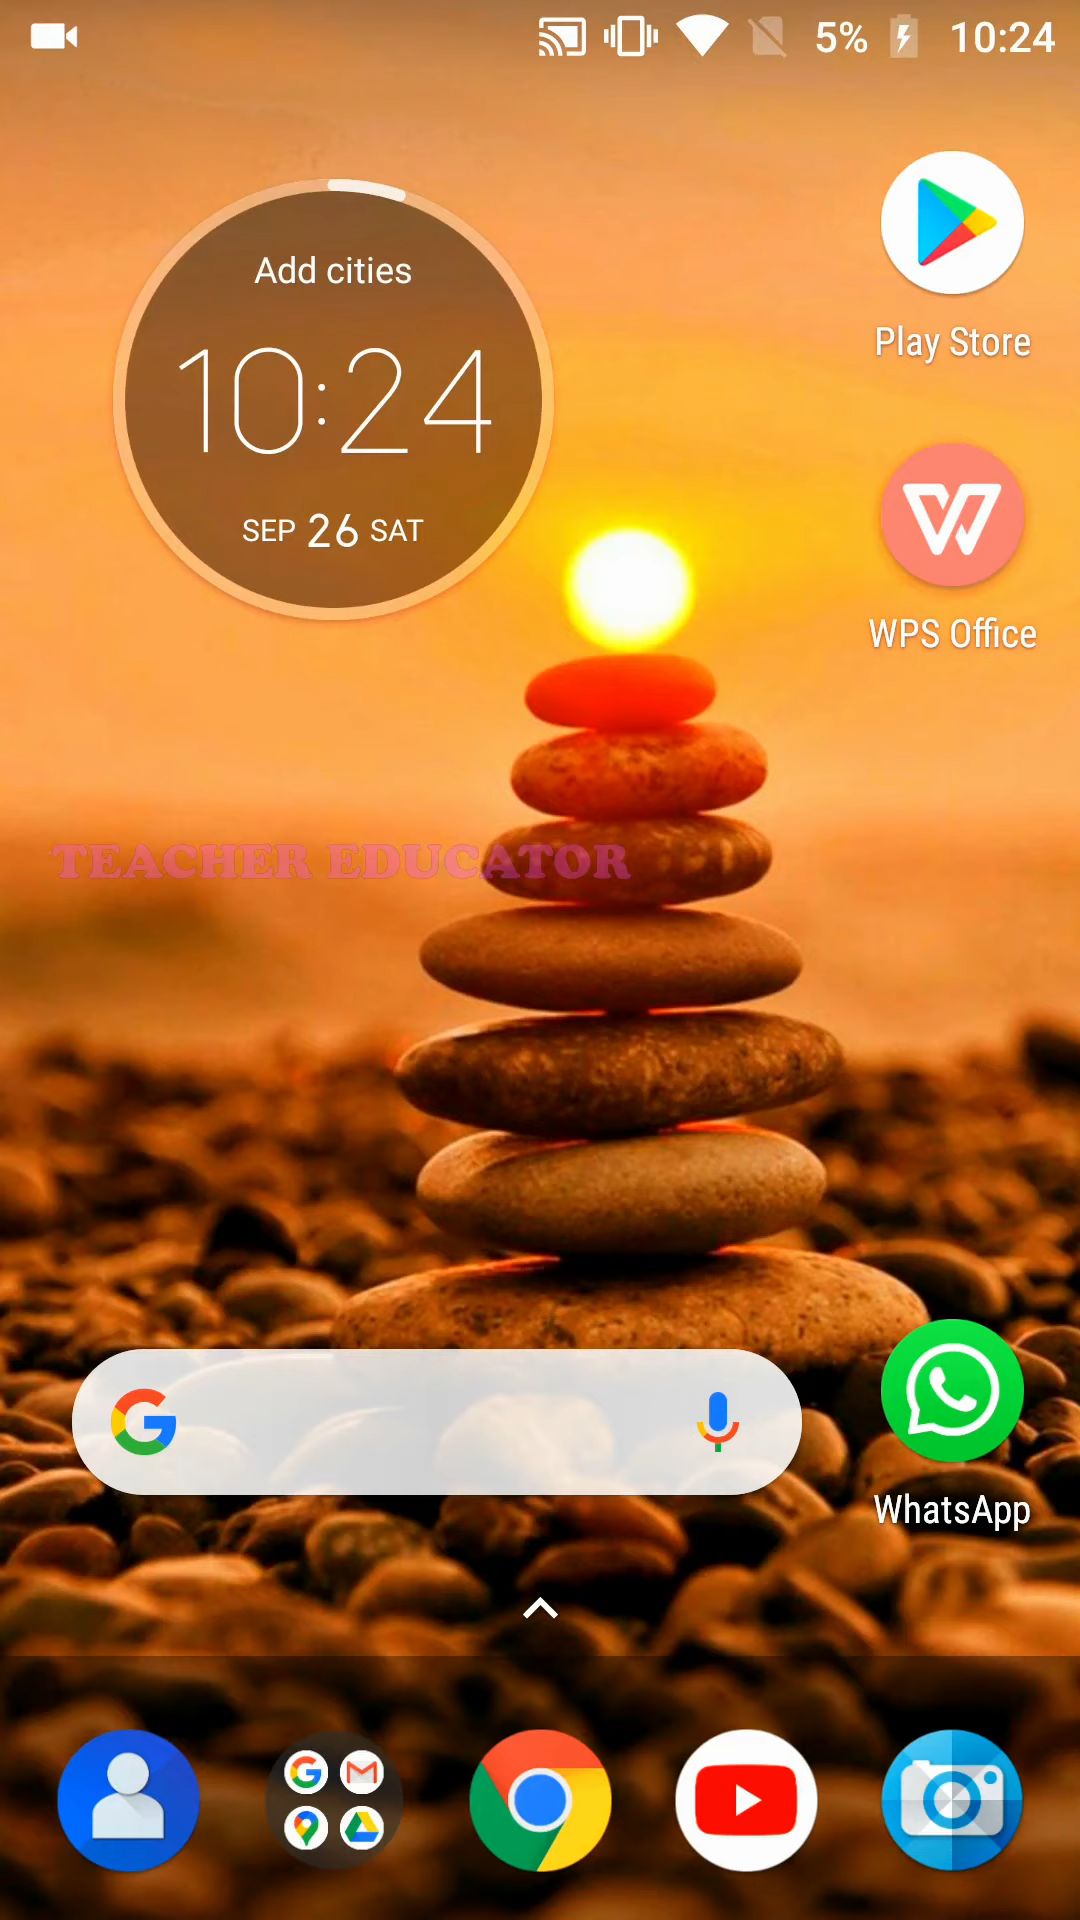 5% 10:24
Add cities
10:24
SEP 26 SAT
Play Store
WPS Office
TEACHER EDUCATOR
WhatsApp